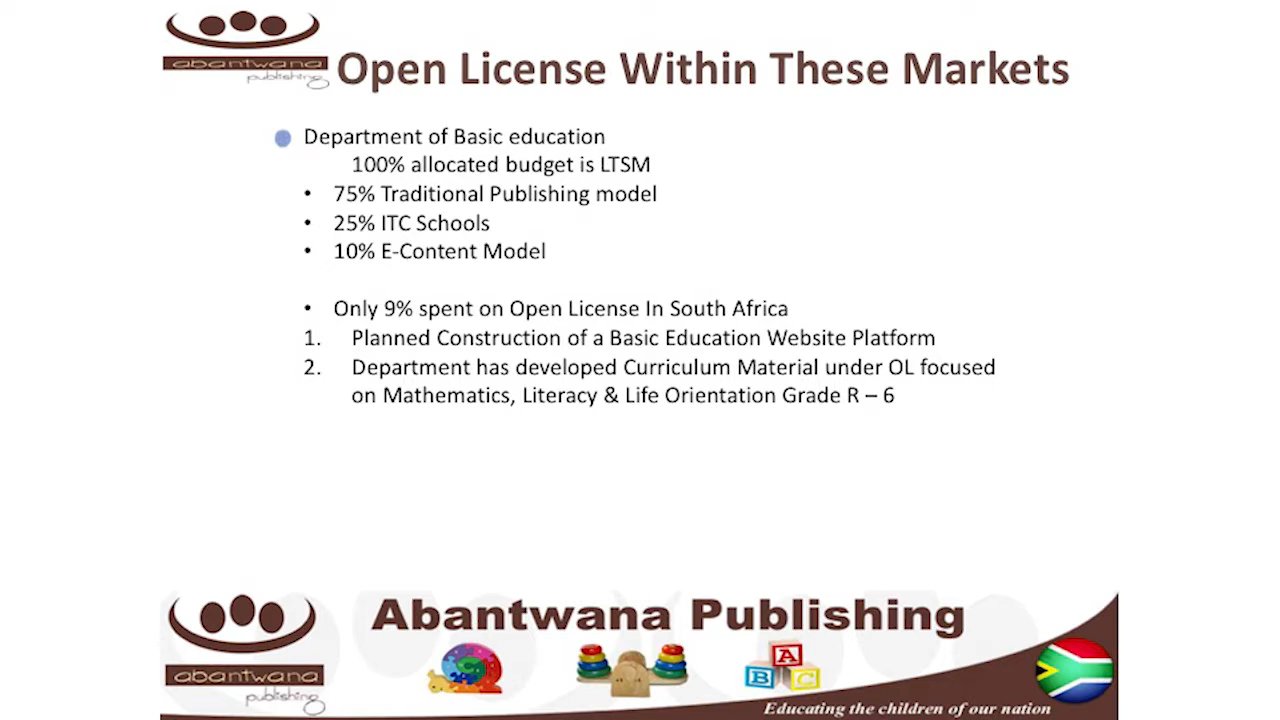 abantwana
publishing
Open License Within These Markets
Department of Basic education
100% allocated budget is LTSM
• 75% Traditional Publishing model
• 25% ITC Schools
• 10% E-Content Model
• Only 9% spent on Open License In South Africa
1. Planned Construction of a Basic Education Website Platform
2. Department has developed Curriculum Material under OL focused
on Mathematics, Literacy & Life Orientation Grade R – 6
Abantwana Publishing
abantwana
publishing
A
B C
Educating the children of our nation